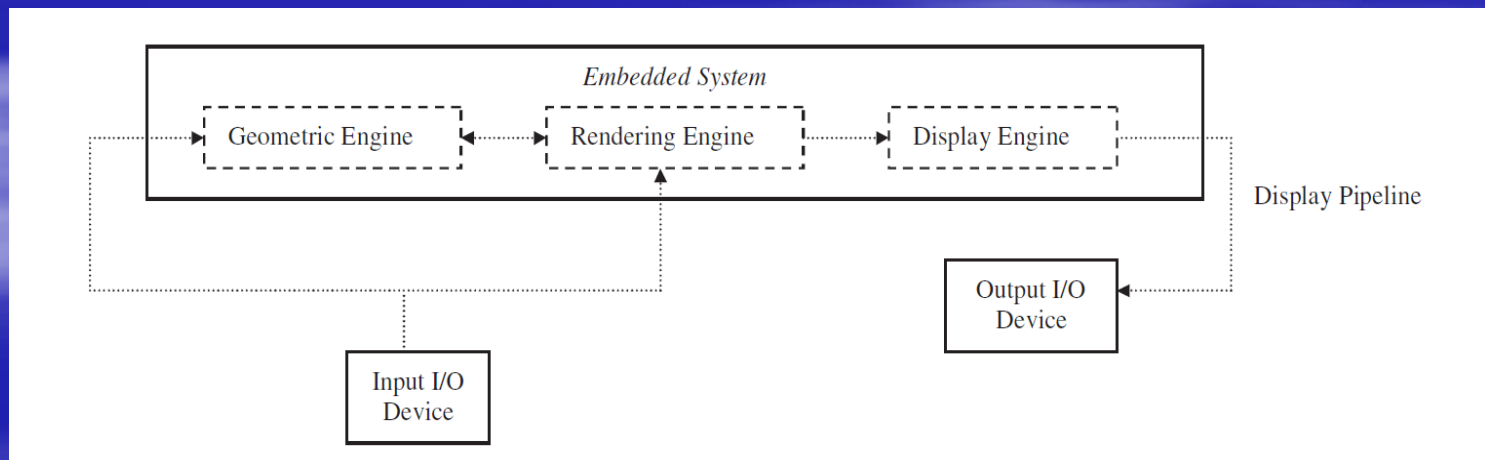 Embedded System
Geometric Engine
Rendering Engine
Display Engine
Display Pipeline
Output I/O
Device
Input I/O
Device